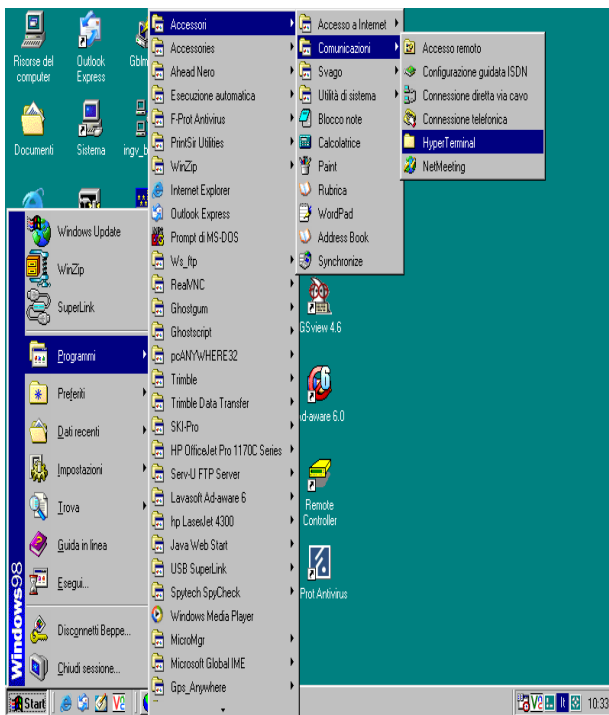 Risorse del
computer
Outlook
Express
Gblm
Documenti
Sistema
ingv_b
Windows Update
WinZip
SuperLink
Programmi
Preferiti
Dati recenti
Impostazioni
Trova
Guida in linea
Esegui...
Disconnetti Beppe...
Chiudi sessione...
Windows98
Start
Accessori
Accessories
Ahead Nero
Esecuzione automatica
F-Prot Antivirus
PrintSir Utilities
WinZip
Internet Explorer
Outlook Express
Prompt di MS-DOS
Ws_ftp
RealVNC
Ghostgum
Ghostscript
pcANYWHERE32
Trimble
Trimble Data Transfer
SKI-Pro
HP OfficeJet Pro 1170C Series
Serv-U FTP Server
Lavasoft Ad-aware 6
hp LaserJet 4300
Java Web Start
USB SuperLink
Spytech SpyCheck
Windows Media Player
MicroMgr
Microsoft Global IME
Gps_Anywhere
Accesso a Internet
Comunicazioni
Svago
Utilità di sistema
Blocco note
Calcolatrice
Paint
Rubrica
WordPad
Address Book
Synchronize
Accesso remoto
Configurazione guidata ISDN
Connessione diretta via cavo
Connessione telefonica
HyperTerminal
NetMeeting
GSview 4.6
d-aware 6.0
Remote
Controller
Prot Antivirus
It
10:33